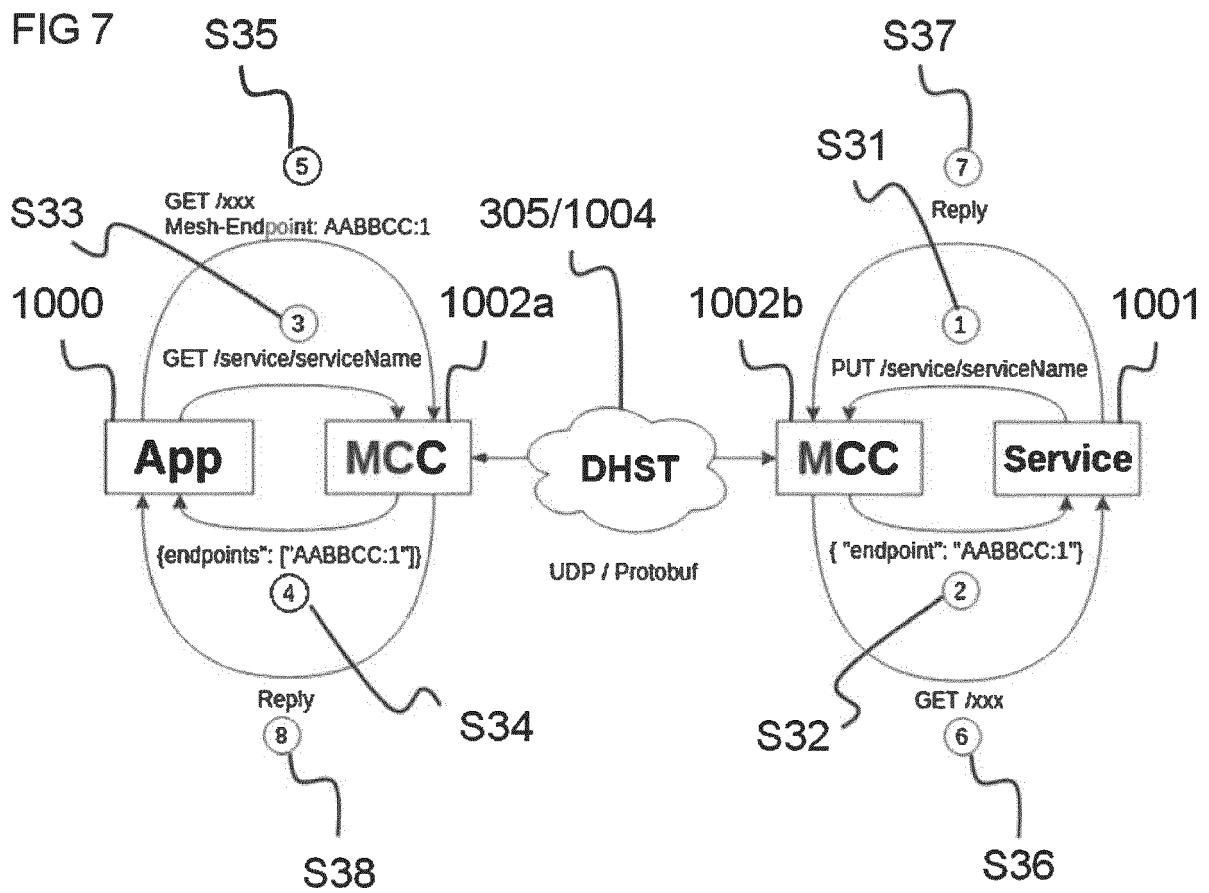 FIG 7
S35
S37
S31
5
7
GET /xxx
Mesh-Endpoint: AABBCC:1
S33
305/1004
Reply
1000
3
1002a
1002b
1
1001
GET /service/serviceName
PUT /service/serviceName
App
MCC
DHST
MCC
Service
{endpoints": ["AABBCC:1"]}
UDP / Protobuf
{ "endpoint": "AABBCC:1"}
4
2
Reply
S34
GET /xxx
8
S32
6
S38
S36